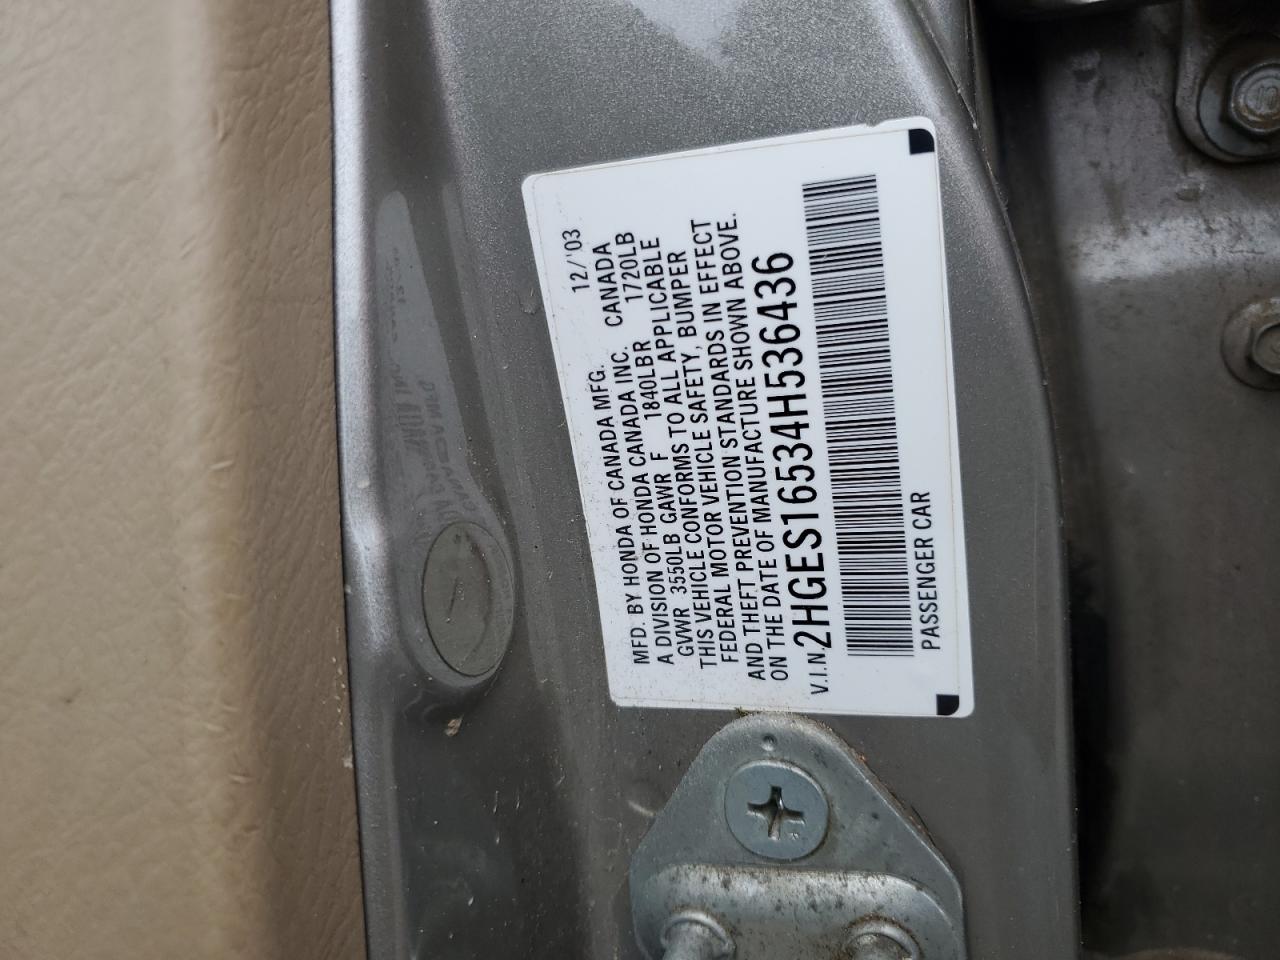 12/'03
MFD. BY HONDA OF CANADA MFG. CANADA
A DIVISION OF HONDA CANADA INC.
GVWR 3550LB GAWR F 1840LB R 1720LB
THIS VEHICLE CONFORMS TO ALL APPLICABLE
FEDERAL MOTOR VEHICLE SAFETY, BUMPER
AND THEFT PREVENTION STANDARDS IN EFFECT
ON THE DATE OF MANUFACTURE SHOWN ABOVE.
V.I.N. 2HGES16534H536436
PASSENGER CAR